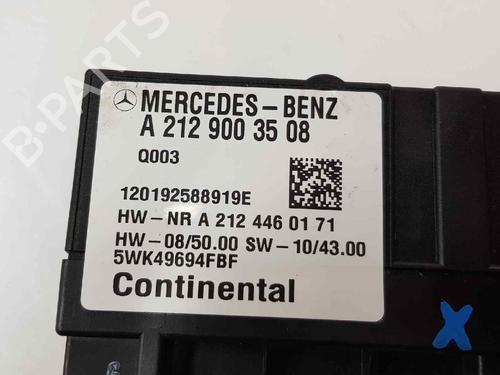 MERCEDES-BENZ
A 212 900 35 08
Q003
120192588919E
HW-NR A 212 446 01 71
HW-08/50.00 SW-10/43.00
5WK49694FBF
Continental
X
B-PARTS